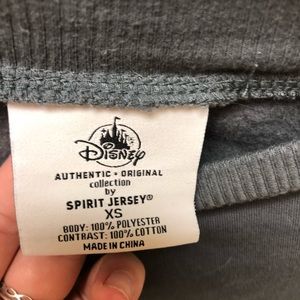 Disney
AUTHENTIC • ORIGINAL
collection
by
SPIRIT JERSEY®
XS
BODY: 100% POLYESTER
CONTRAST: 100% COTTON
MADE IN CHINA